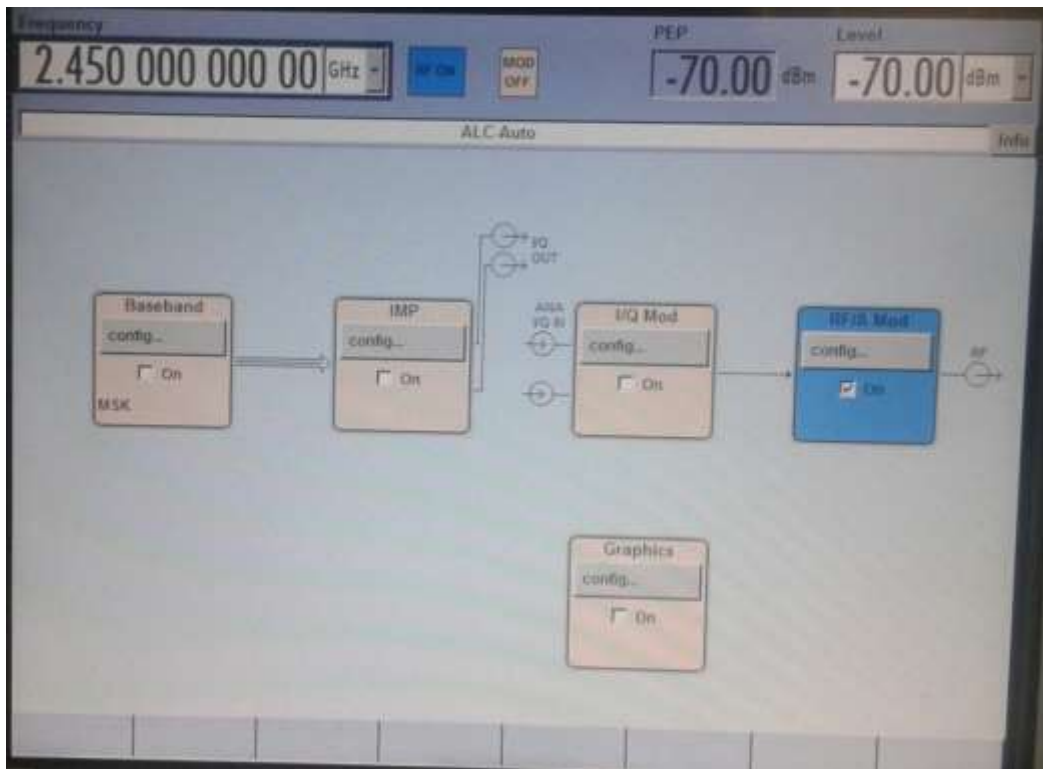 Frequency PEP Level
2.450 000 000 00 GHz RF ON MOD OFF -70.00 dBm -70.00 dBm
ALC Auto Info
I/Q
OUT
Baseband IMP ANA I/Q IN I/Q Mod RF/A Mod
config... config... config... config... RF
On On On On
MSK
Graphics
config...
On